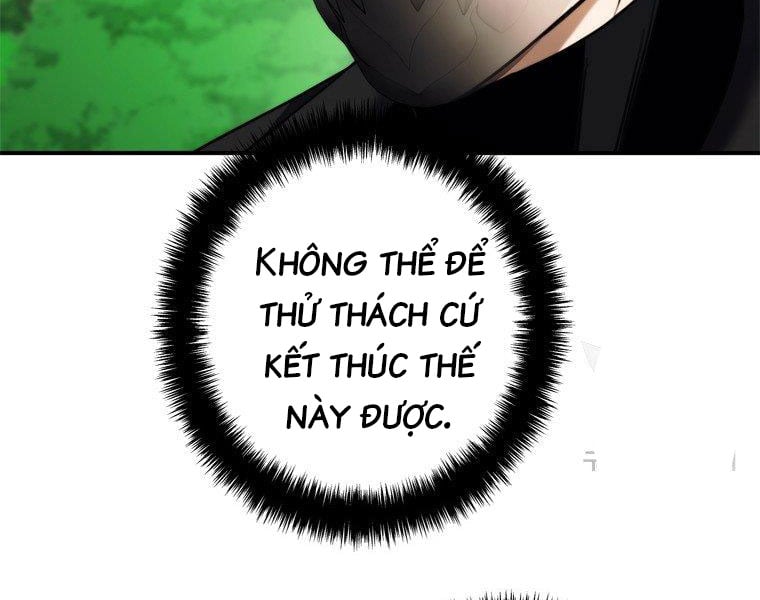 KHÔNG THỂ ĐỂ
THỬ THÁCH CỨ
KẾT THÚC THẾ
NÀY ĐƯỢC.